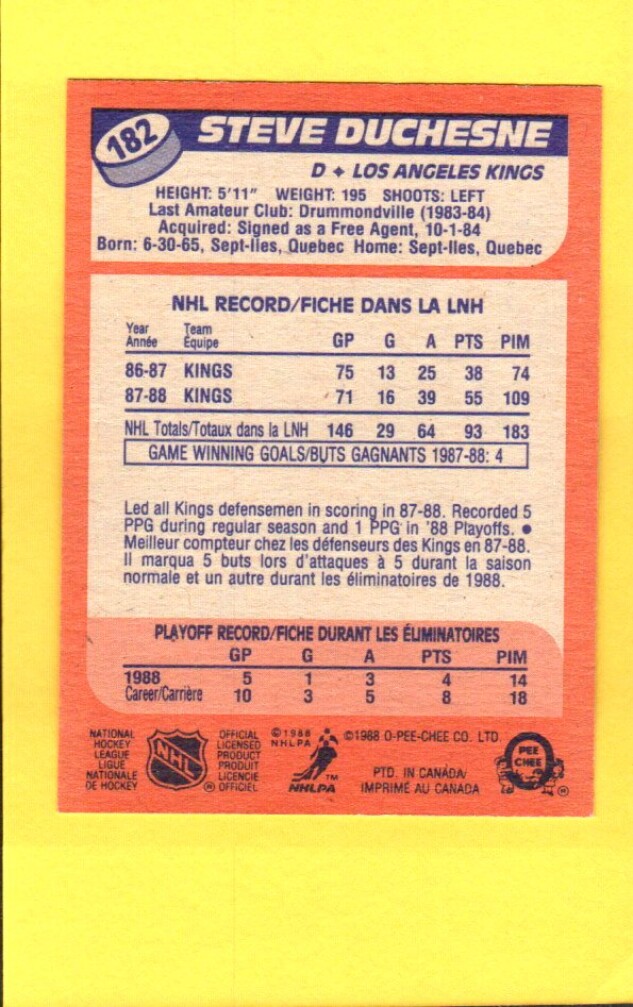 182
STEVE DUCHESNE
D ✦ LOS ANGELES KINGS
HEIGHT: 5'11" WEIGHT: 195 SHOOTS: LEFT
Last Amateur Club: Drummondville (1983-84)
Acquired: Signed as a Free Agent, 10-1-84
Born: 6-30-65, Sept-Iles, Quebec Home: Sept-Iles, Quebec
NHL RECORD/FICHE DANS LA LNH
Year Team
Année Équipe GP G A PTS PIM
86-87 KINGS 75 13 25 38 74
87-88 KINGS 71 16 39 55 109
NHL Totals/Totaux dans la LNH 146 29 64 93 183
GAME WINNING GOALS/BUTS GAGNANTS 1987-88: 4
Led all Kings defensemen in scoring in 87-88. Recorded 5
PPG during regular season and 1 PPG in '88 Playoffs. ●
Meilleur compteur chez les défenseurs des Kings en 87-88.
Il marqua 5 buts lors d'attaques à 5 durant la saison
normale et un autre durant les éliminatoires de 1988.
PLAYOFF RECORD/FICHE DURANT LES ÉLIMINATOIRES
GP G A PTS PIM
1988 5 1 3 4 14
Career/Carrière 10 3 5 8 18
NATIONAL
HOCKEY
LEAGUE
LIGUE
NATIONALE
DE HOCKEY
NHL
®
OFFICIAL
LICENSED
PRODUCT
PRODUIT
LICENCIE
OFFICIEL
©1988
NHLPA
TM
NHLPA
©1988 O-PEE-CHEE CO. LTD.
PTD. IN CANADA/
IMPRIMÉ AU CANADA
PEE
CHEE
®